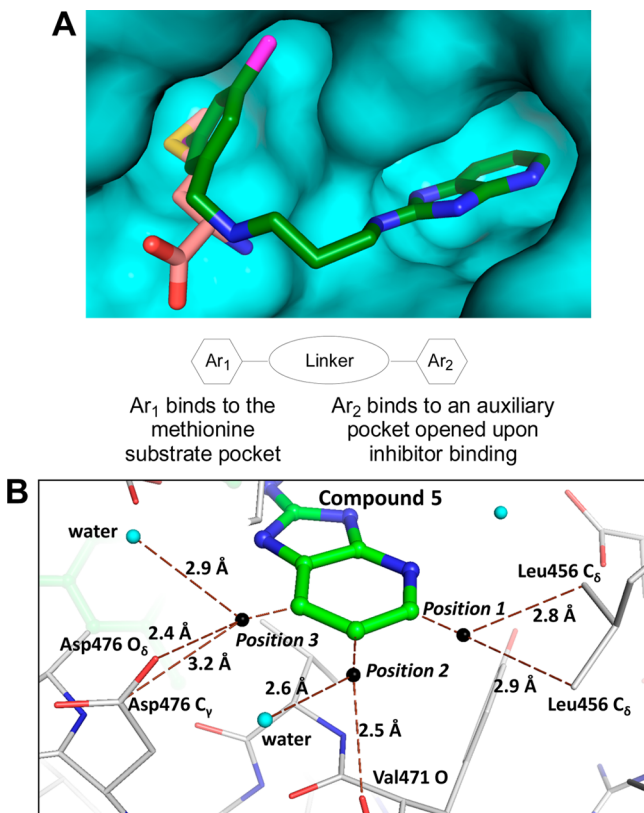 A
Ar1
Linker
Ar2
Ar1 binds to the
methionine
substrate pocket
Ar2 binds to an auxiliary
pocket opened upon
inhibitor binding
B
Compound 5
water
2.9 Å
Leu456 Cδ
Position 1
2.8 Å
Asp476 Oδ
2.4 Å
Position 3
3.2 Å
Position 2
2.9 Å
Leu456 Cδ
Asp476 Cγ
2.6 Å
water
2.5 Å
Val471 O